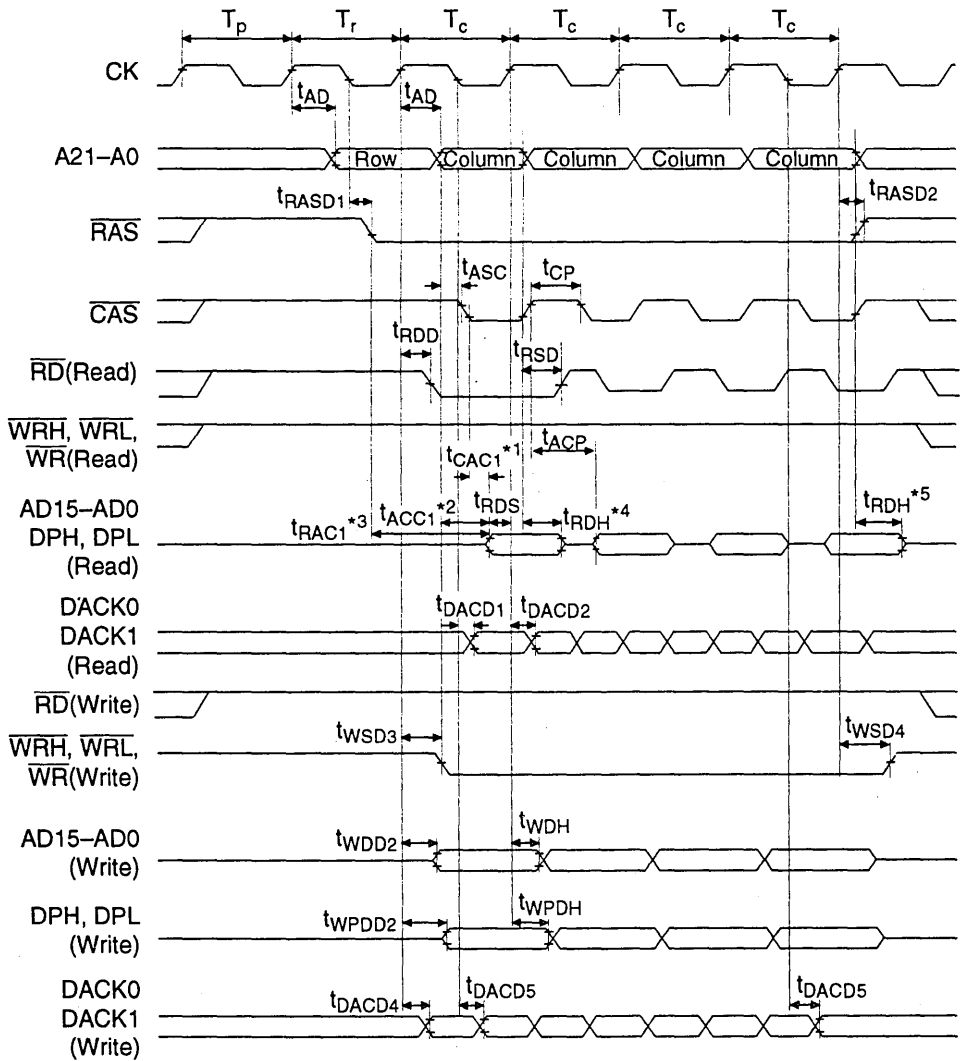 Tp Tr Tc Tc Tc Tc
CK
tAD tAD
A21–A0 Row Column Column Column Column
tRASD1 tRASD2
RAS
tASC tCP
CAS
tRDD tRSD
RD(Read)
WRH, WRL,
WR(Read)
tACP
tCAC1*1
AD15–AD0
DPH, DPL
(Read)
tRAC1*3 tACC1*2 tRDS tRDH*4 tRDH*5
DACK0
DACK1
(Read)
tDACD1 tDACD2
RD(Write)
WRH, WRL,
WR(Write)
tWSD3 tWSD4
AD15–AD0
(Write)
tWDD2 tWDH
DPH, DPL
(Write)
tWPDD2 tWPDH
DACK0
DACK1
(Write)
tDACD4 tDACD5 tDACD5